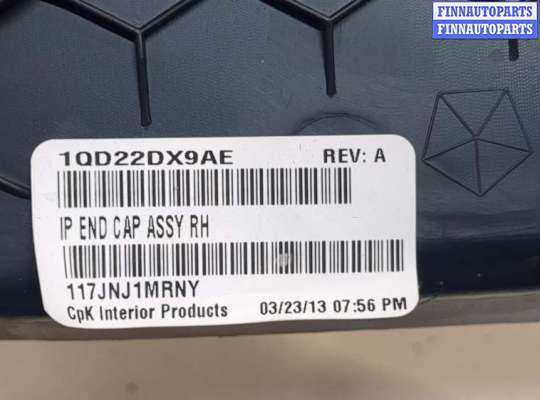 FINNAUTOPARTS
FINNAUTOPARTS
1QD22DX9AE REV: A
IP END CAP ASSY RH
117JNJ1MRNY
CpK Interior Products 03/23/13 07:56 PM